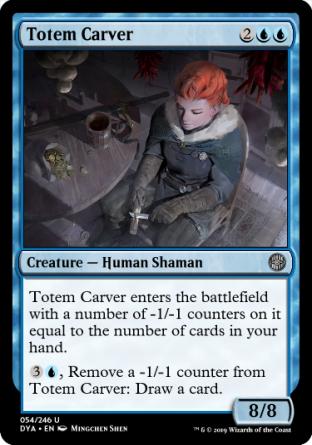 Totem Carver 2
Creature — Human Shaman
Totem Carver enters the battlefield
with a number of -1/-1 counters on it
equal to the number of cards in your
hand.
3 , Remove a -1/-1 counter from
Totem Carver: Draw a card.
8/8
054/246 U
DYA • EN Mingchen Shen
™ & © 2019 Wizards of the Coast